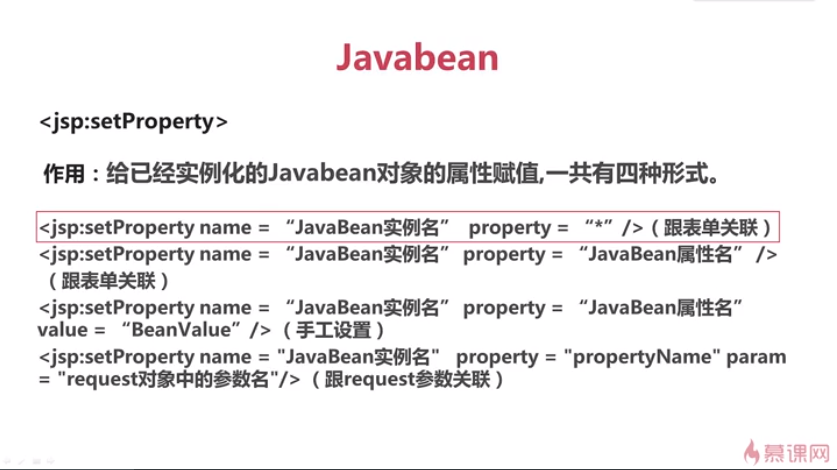 Javabean
<jsp:setProperty>
作用：给已经实例化的Javabean对象的属性赋值,一共有四种形式。
<jsp:setProperty name = “JavaBean实例名” property = “*” />（跟表单关联）
<jsp:setProperty name = “JavaBean实例名” property = “JavaBean属性名” />
（跟表单关联）
<jsp:setProperty name = “JavaBean实例名” property = “JavaBean属性名”
value = “BeanValue” />（手工设置）
<jsp:setProperty name = "JavaBean实例名" property = "propertyName" param
= "request对象中的参数名"/>（跟request参数关联）
慕课网